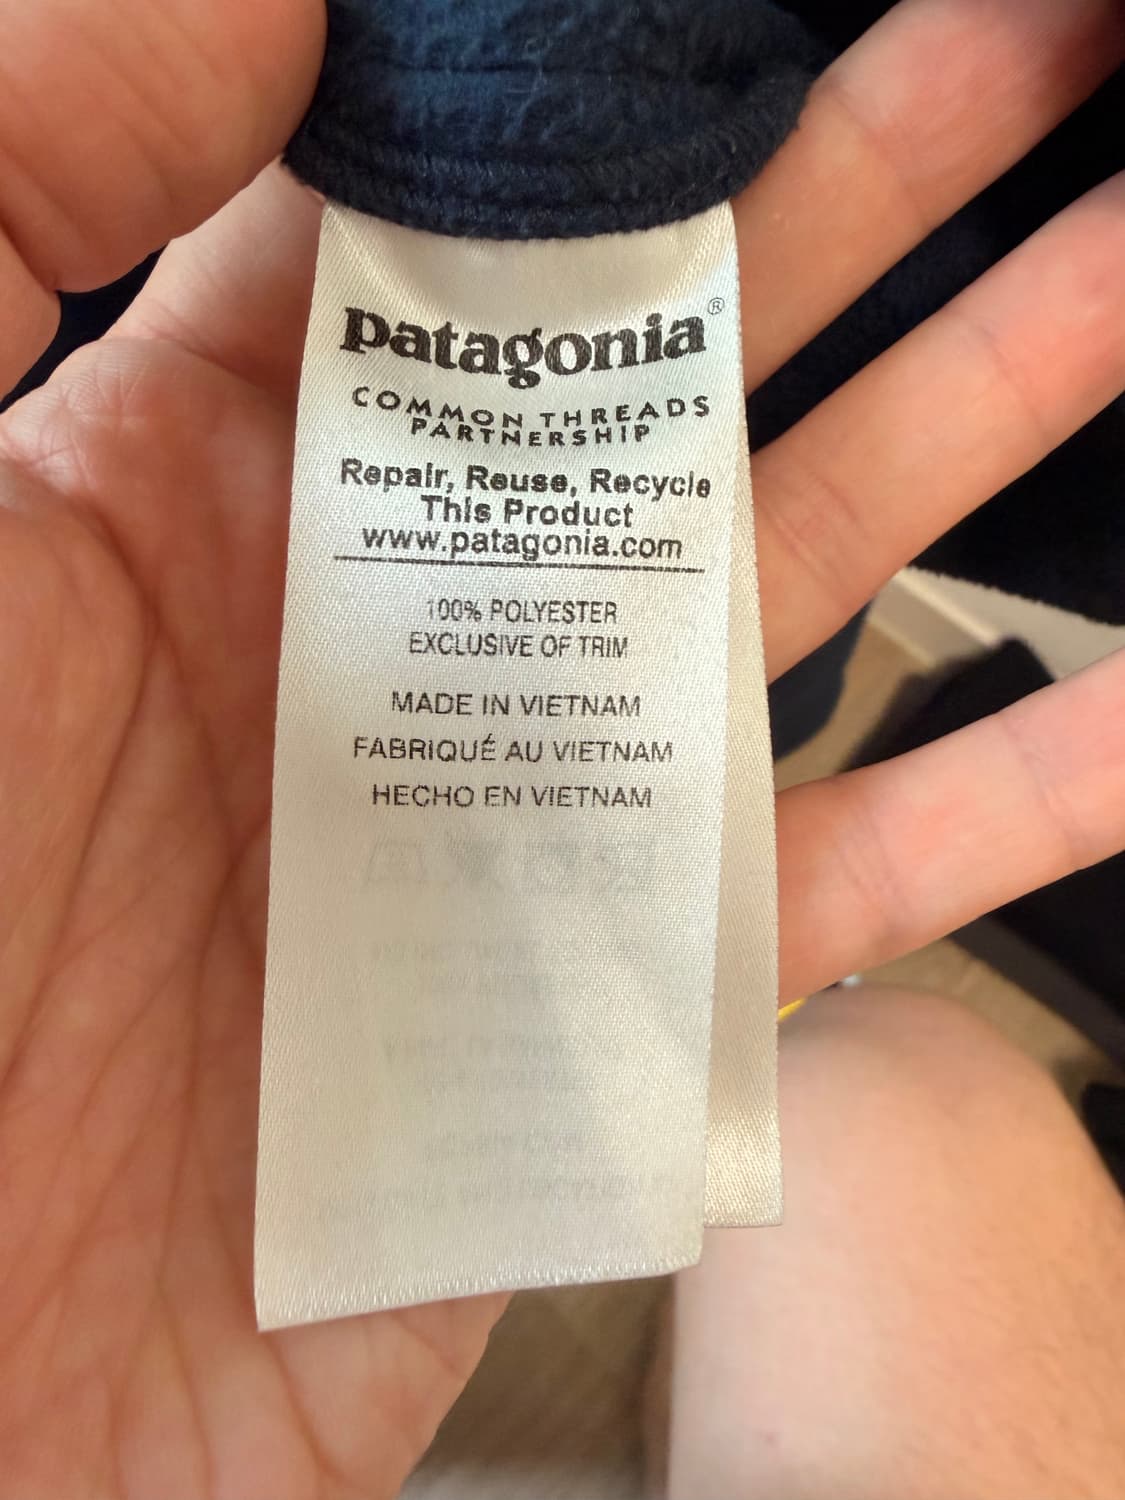 patagonia®
COMMON THREADS
PARTNERSHIP
Repair, Reuse, Recycle
This Product
www.patagonia.com
100% POLYESTER
EXCLUSIVE OF TRIM
MADE IN VIETNAM
FABRIQUÉ AU VIETNAM
HECHO EN VIETNAM